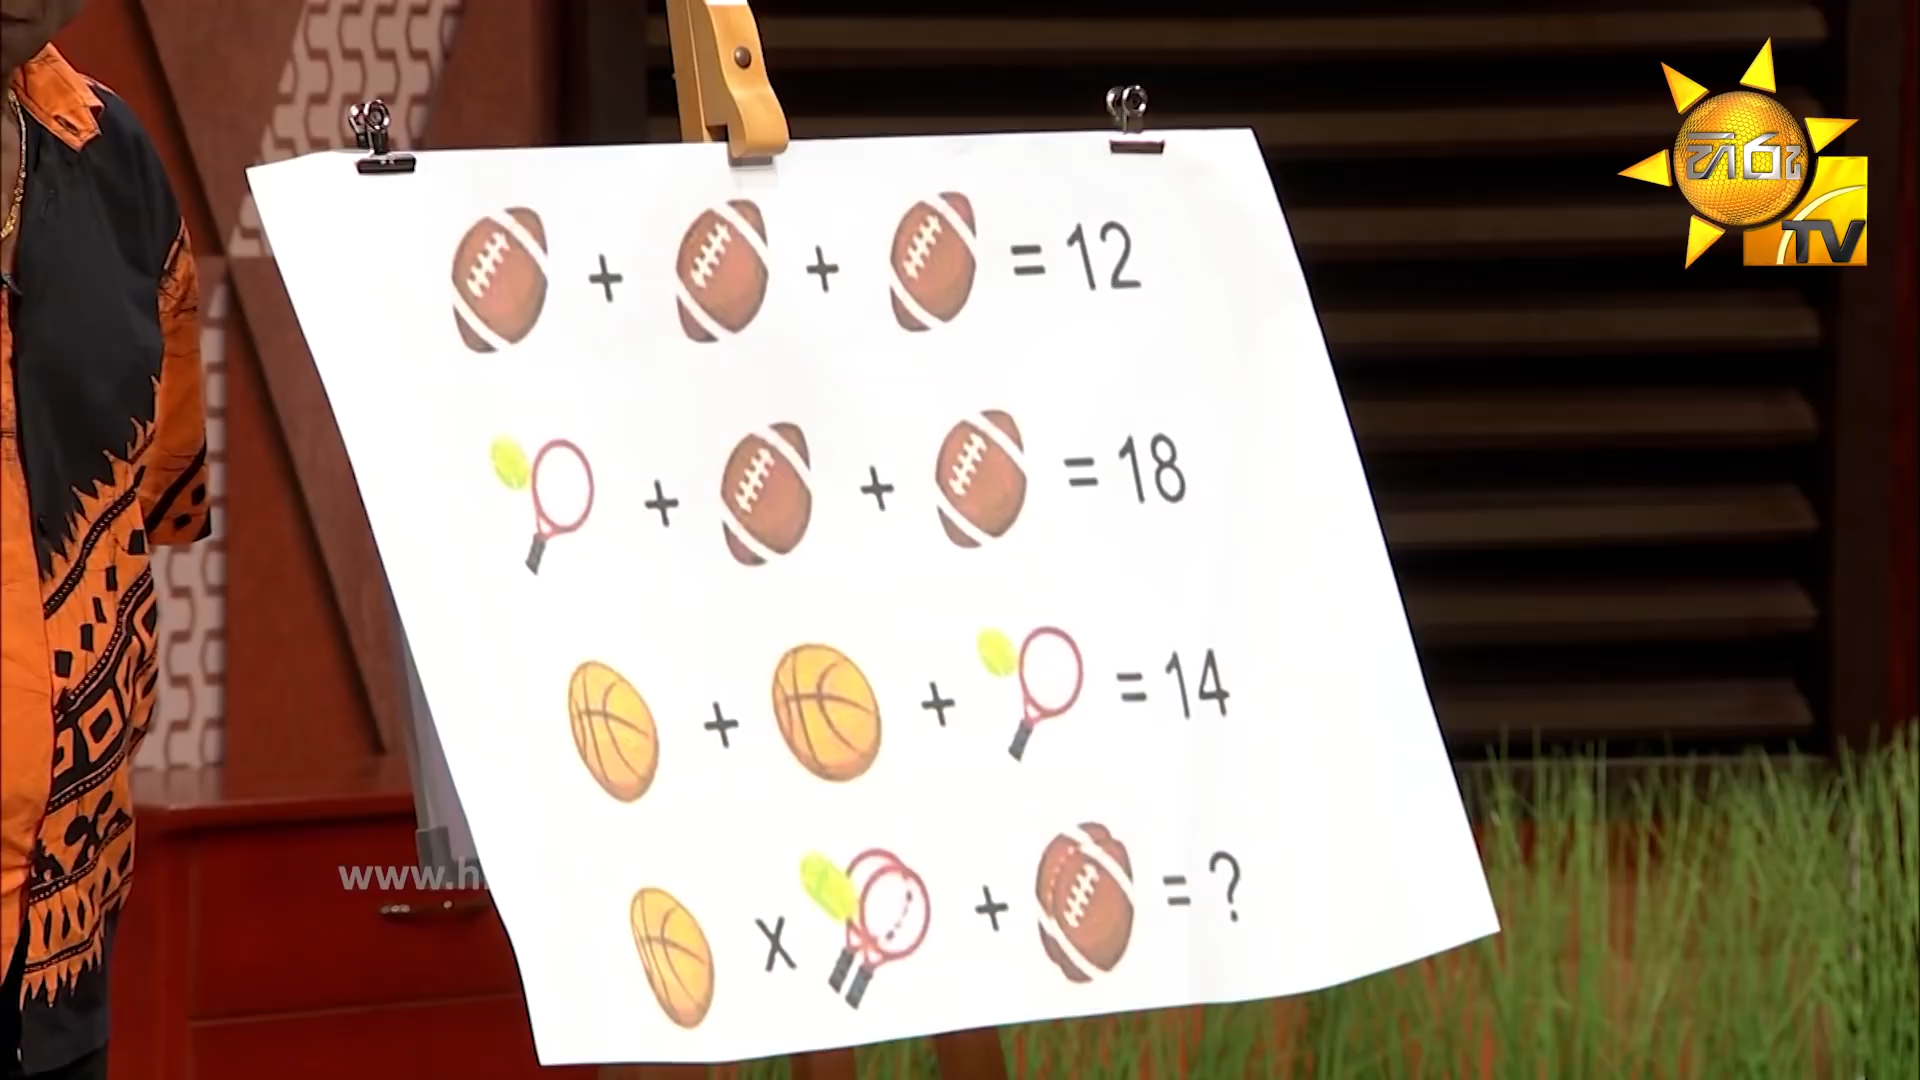 + + = 12
+ + = 18
+ + = 14
x + = ?
හිරු
TV
www.h